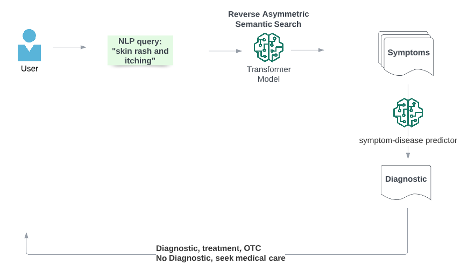 Reverse Asymmetric
Semantic Search
NLP query:
"skin rash and
itching"
User
Transformer
Model
Symptoms
symptom-disease predictor
Diagnostic
Diagnostic, treatment, OTC
No Diagnostic, seek medical care